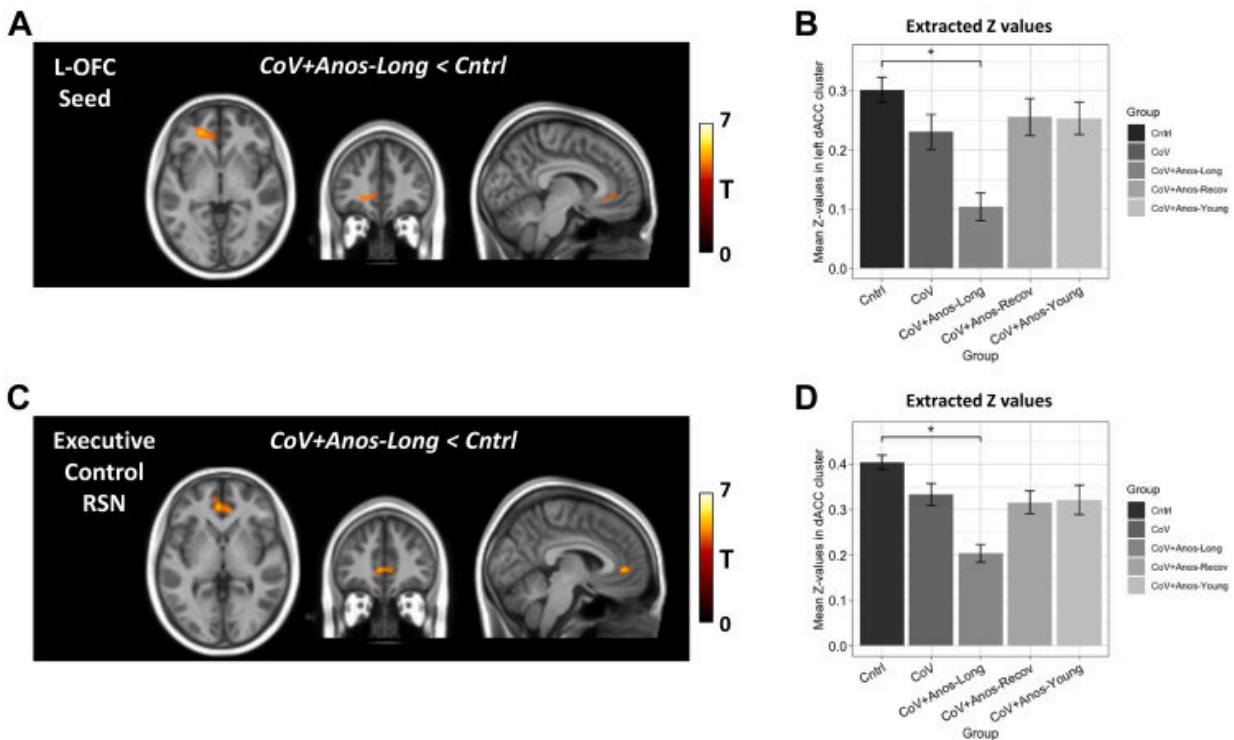 A
L-OFC
Seed
CoV+Anos-Long < Cntrl
7
T
0
B
Extracted Z values
*
Mean Z-values in left dACC cluster
0.3
0.2
0.1
0.0
Cntrl
CoV
CoV+Anos-Long
CoV+Anos-Recov
CoV+Anos-Young
Group
Group
Cntrl
CoV
CoV+Anos-Long
CoV+Anos-Recov
CoV+Anos-Young
C
Executive
Control
RSN
CoV+Anos-Long < Cntrl
7
T
0
D
Extracted Z values
*
Mean Z-values in dACC cluster
0.4
0.3
0.2
0.1
0.0
Cntrl
CoV
CoV+Anos-Long
CoV+Anos-Recov
CoV+Anos-Young
Group
Group
Cntrl
CoV
CoV+Anos-Long
CoV+Anos-Recov
CoV+Anos-Young